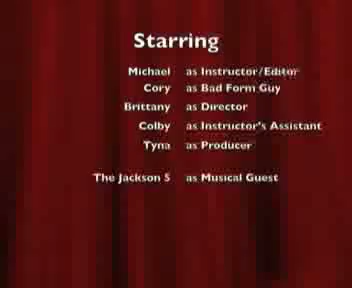 Starring
Michael as Instructor/Editor
Cory as Bad Form Guy
Brittany as Director
Colby as Instructor's Assistant
Tyna as Producer
The Jackson 5 as Musical Guest